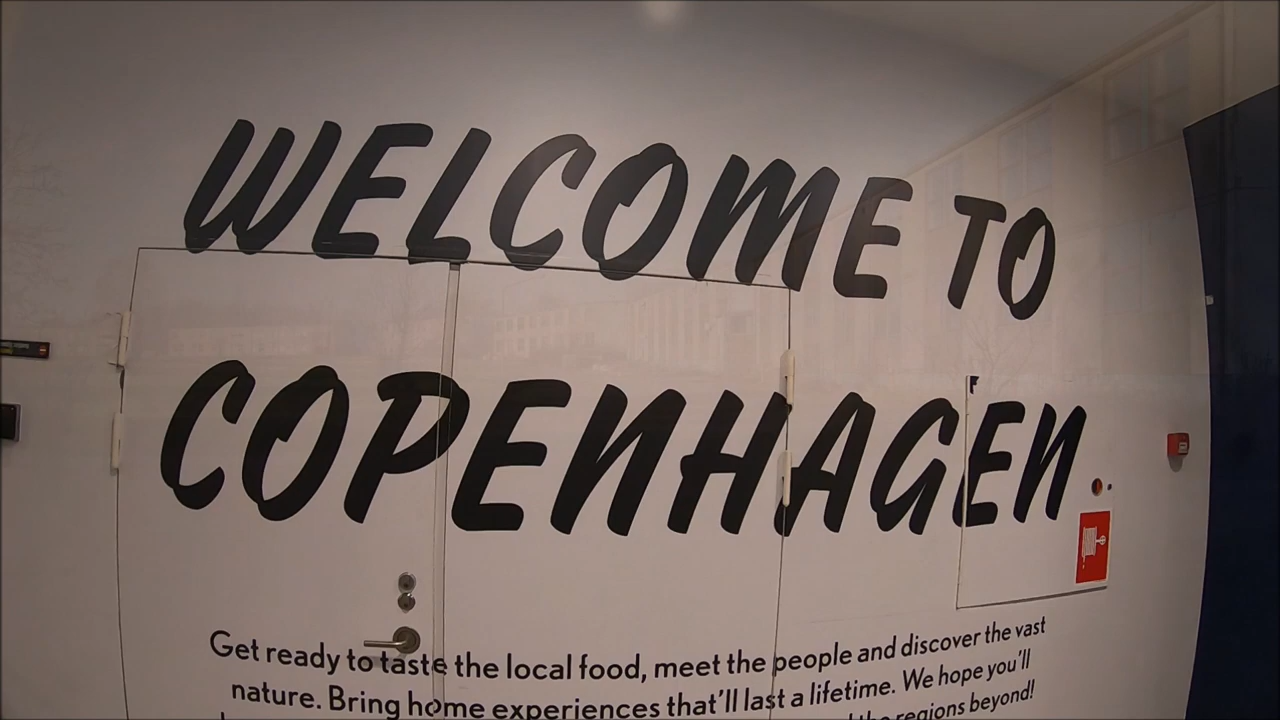 WELCOME TO
COPENHAGEN
Get ready to taste the local food, meet the people and discover the vast
nature. Bring home experiences that'll last a lifetime. We hope you'll
the regions beyond!